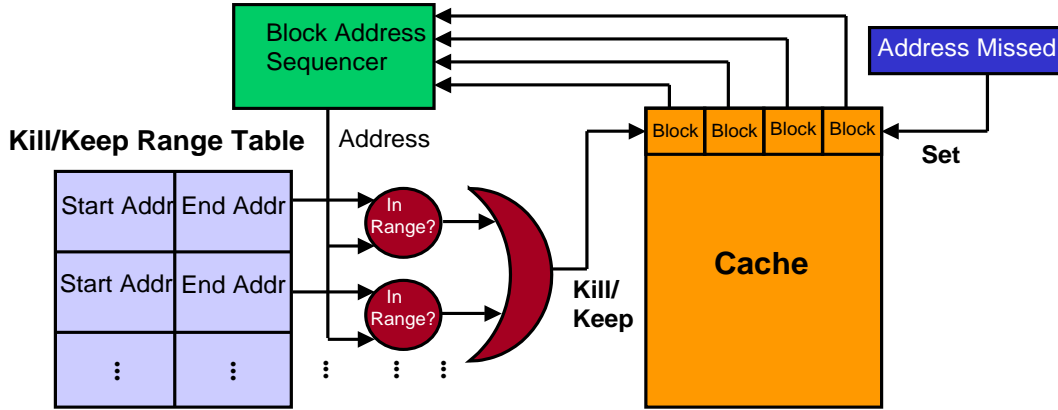 Block Address
Sequencer
Address Missed
Kill/Keep Range Table
Address
Block Block Block Block
Set
Start Addr End Addr
In
Range?
Cache
Start Addr End Addr
In
Range?
Kill/
Keep